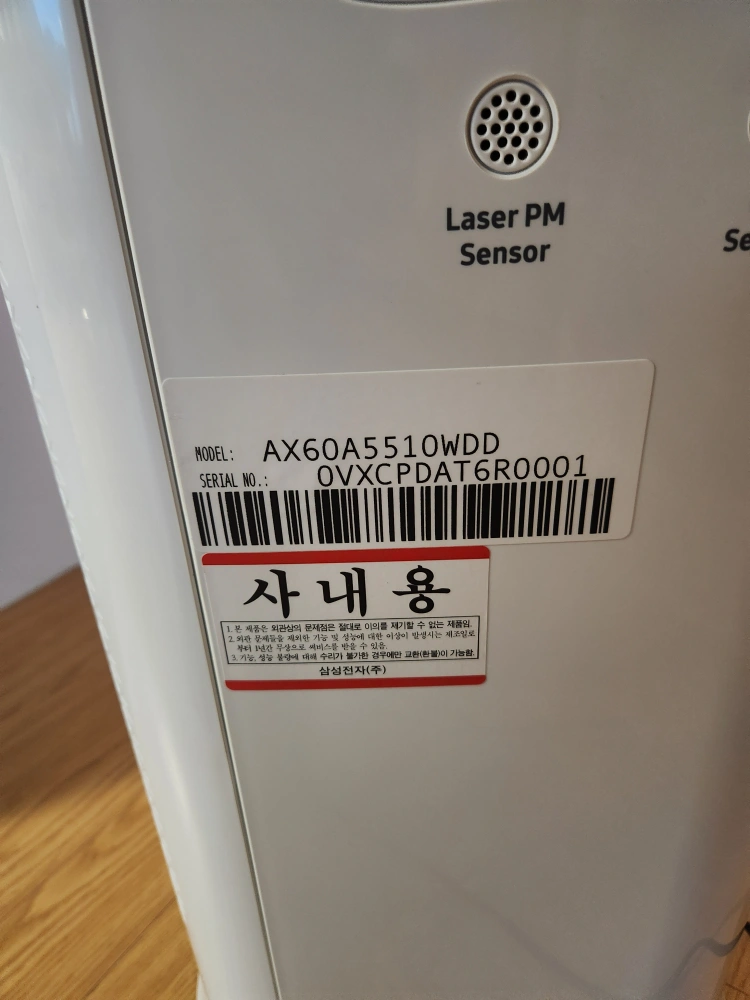 Laser PM
Sensor
Se
MODEL: AX60A5510WDD
SERIAL NO.: 0VXCPDAT6R0001
사내용
1. 본 제품은 외관상의 문제점은 절대로 이의를 제기할 수 없는 제품임.
2. 외관 문제들을 제외한 기능 및 성능에 대한 이상이 발생시는 제조일로
부터 1년간 무상으로 써비스를 받을 수 있음.
3. 기능, 성능 불량에 대해 수리가 불가한 경우에만 교환(환불)이 가능함.
삼성전자(주)